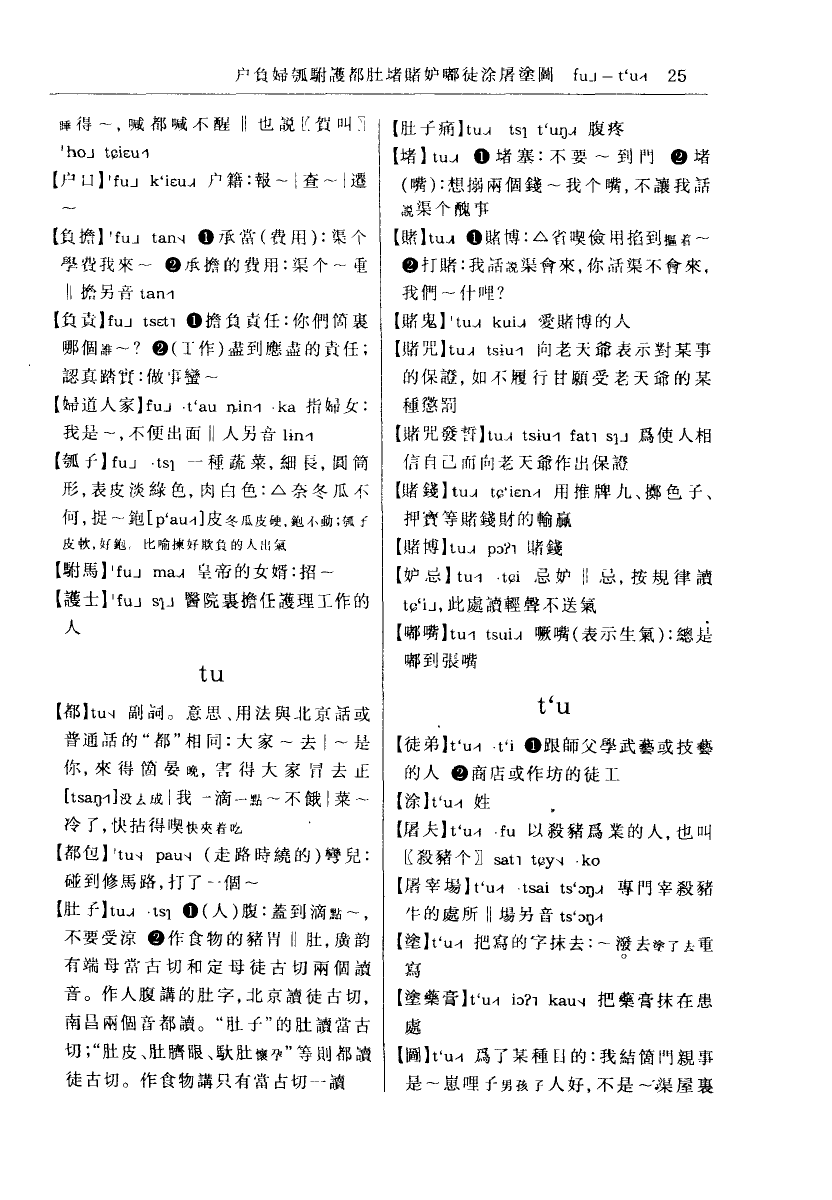 户負婦瓠駙護都肚堵賭妒嘟徒涂屠塗圖 fu˩ – t‘u˧˥ 25
睡得～,喊都喊不醒‖也説〖賀叫〗
'ho˩ tɕiɛu˧˥
【户口】'fu˩ k‘iɛu˨˩˧ 户籍:報～|查～|遷
～
【負擔】'fu˩ tan˦˨ ❶承當(費用):渠个
學費我來～ ❷承擔的費用:渠个～重
‖擔另音 tan˧˥
【負責】fu˩ tsɛt˥ ❶擔負責任:你們箇裏
哪個誰～? ❷(工作)盡到應盡的責任;
認真踏實:做事蠻～
【婦道人家】fu˩ ·t‘au ȵin˧˥ ·ka 指婦女:
我是～,不便出面‖人另音 lin˧˥
【瓠子】fu˩ ·tsɿ 一種蔬菜,細長,圓筒
形,表皮淡綠色,肉白色:△奈冬瓜不
何,捉～鉋[p‘au˧˥]皮冬瓜皮硬,鉋不動;瓠子
皮軟,好鉋。比喻揀好欺負的人出氣
【駙馬】'fu˩ ma˨˩˧ 皇帝的女婿:招～
【護士】'fu˩ sɿ˩ 醫院裏擔任護理工作的
人
tu
【都】tu˦˨ 副詞。意思、用法與北京話或
普通話的“都”相同:大家～去|～是
你,來得箇晏晚,害得大家冒去正
[tsaŋ˧˥]没去成|我一滴一點～不餓|菜～
冷了,快拈得喫快夾着吃
【都包】'tu˦˨ pau˦˨ (走路時繞的)彎兒:
碰到修馬路,打了一個～
【肚子】tu˨˩˧ ·tsɿ ❶(人)腹:蓋到滴點～,
不要受涼 ❷作食物的豬胃‖肚,廣韵
有端母當古切和定母徒古切兩個讀
音。作人腹講的肚字,北京讀徒古切,
南昌兩個音都讀。“肚子”的肚讀當古
切;“肚皮、肚臍眼、馱肚懷孕”等則都讀
徒古切。作食物講只有當古切一讀
【肚子痛】tu˨˩˧ tsɿ t‘uŋ˨˩˧ 腹疼
【堵】tu˨˩˧ ❶堵塞:不要～到門 ❷堵
(嘴):想搦兩個錢～我个嘴,不讓我話
説渠个醜事
【賭】tu˨˩˧ ❶賭博:△省喫儉用掐到摳着～
❷打賭:我話説渠會來,你話渠不會來,
我們～什哩?
【賭鬼】'tu˨˩˧ kui˨˩˧ 愛賭博的人
【賭咒】tu˨˩˧ tsiu˧˥ 向老天爺表示對某事
的保證,如不履行甘願受老天爺的某
種懲罰
【賭咒發誓】tu˨˩˧ tsiu˧˥ fat˥ sɿ˩ 爲使人相
信自己而向老天爺作出保證
【賭錢】tu˨˩˧ tɕ‘iɛn˧˥ 用推牌九、擲色子、
押寶等賭錢財的輸贏
【賭博】tu˨˩˧ pɔʔ˥ 賭錢
【妒忌】tu˧˥ ·tɕi 忌妒‖忌,按規律讀
tɕ‘i˩,此處讀輕聲不送氣
【嘟嘴】tu˧˥ tsui˨˩˧ 噘嘴(表示生氣):總是
嘟到張嘴
t‘u
【徒弟】t‘u˧˥ ·t‘i ❶跟師父學武藝或技藝
的人 ❷商店或作坊的徒工
【涂】t‘u˧˥ 姓
【屠夫】t‘u˧˥ ·fu 以殺豬爲業的人,也叫
〖殺豬个〗sat˥ tɕy˦˨ ·ko
【屠宰場】t‘u˧˥ ·tsai ts‘ɔŋ˨˩˧ 專門宰殺豬
牛的處所‖場另音 ts‘ɔŋ˧˥
【塗】t‘u˧˥ 把寫的字抹去:～潑去塗了去重
寫
【塗藥膏】t‘u˧˥ iɔʔ˥ kau˦˨ 把藥膏抹在患
處
【圖】t‘u˧˥ 爲了某種目的:我結箇門親事
是～崽哩子男孩子人好,不是～渠屋裏